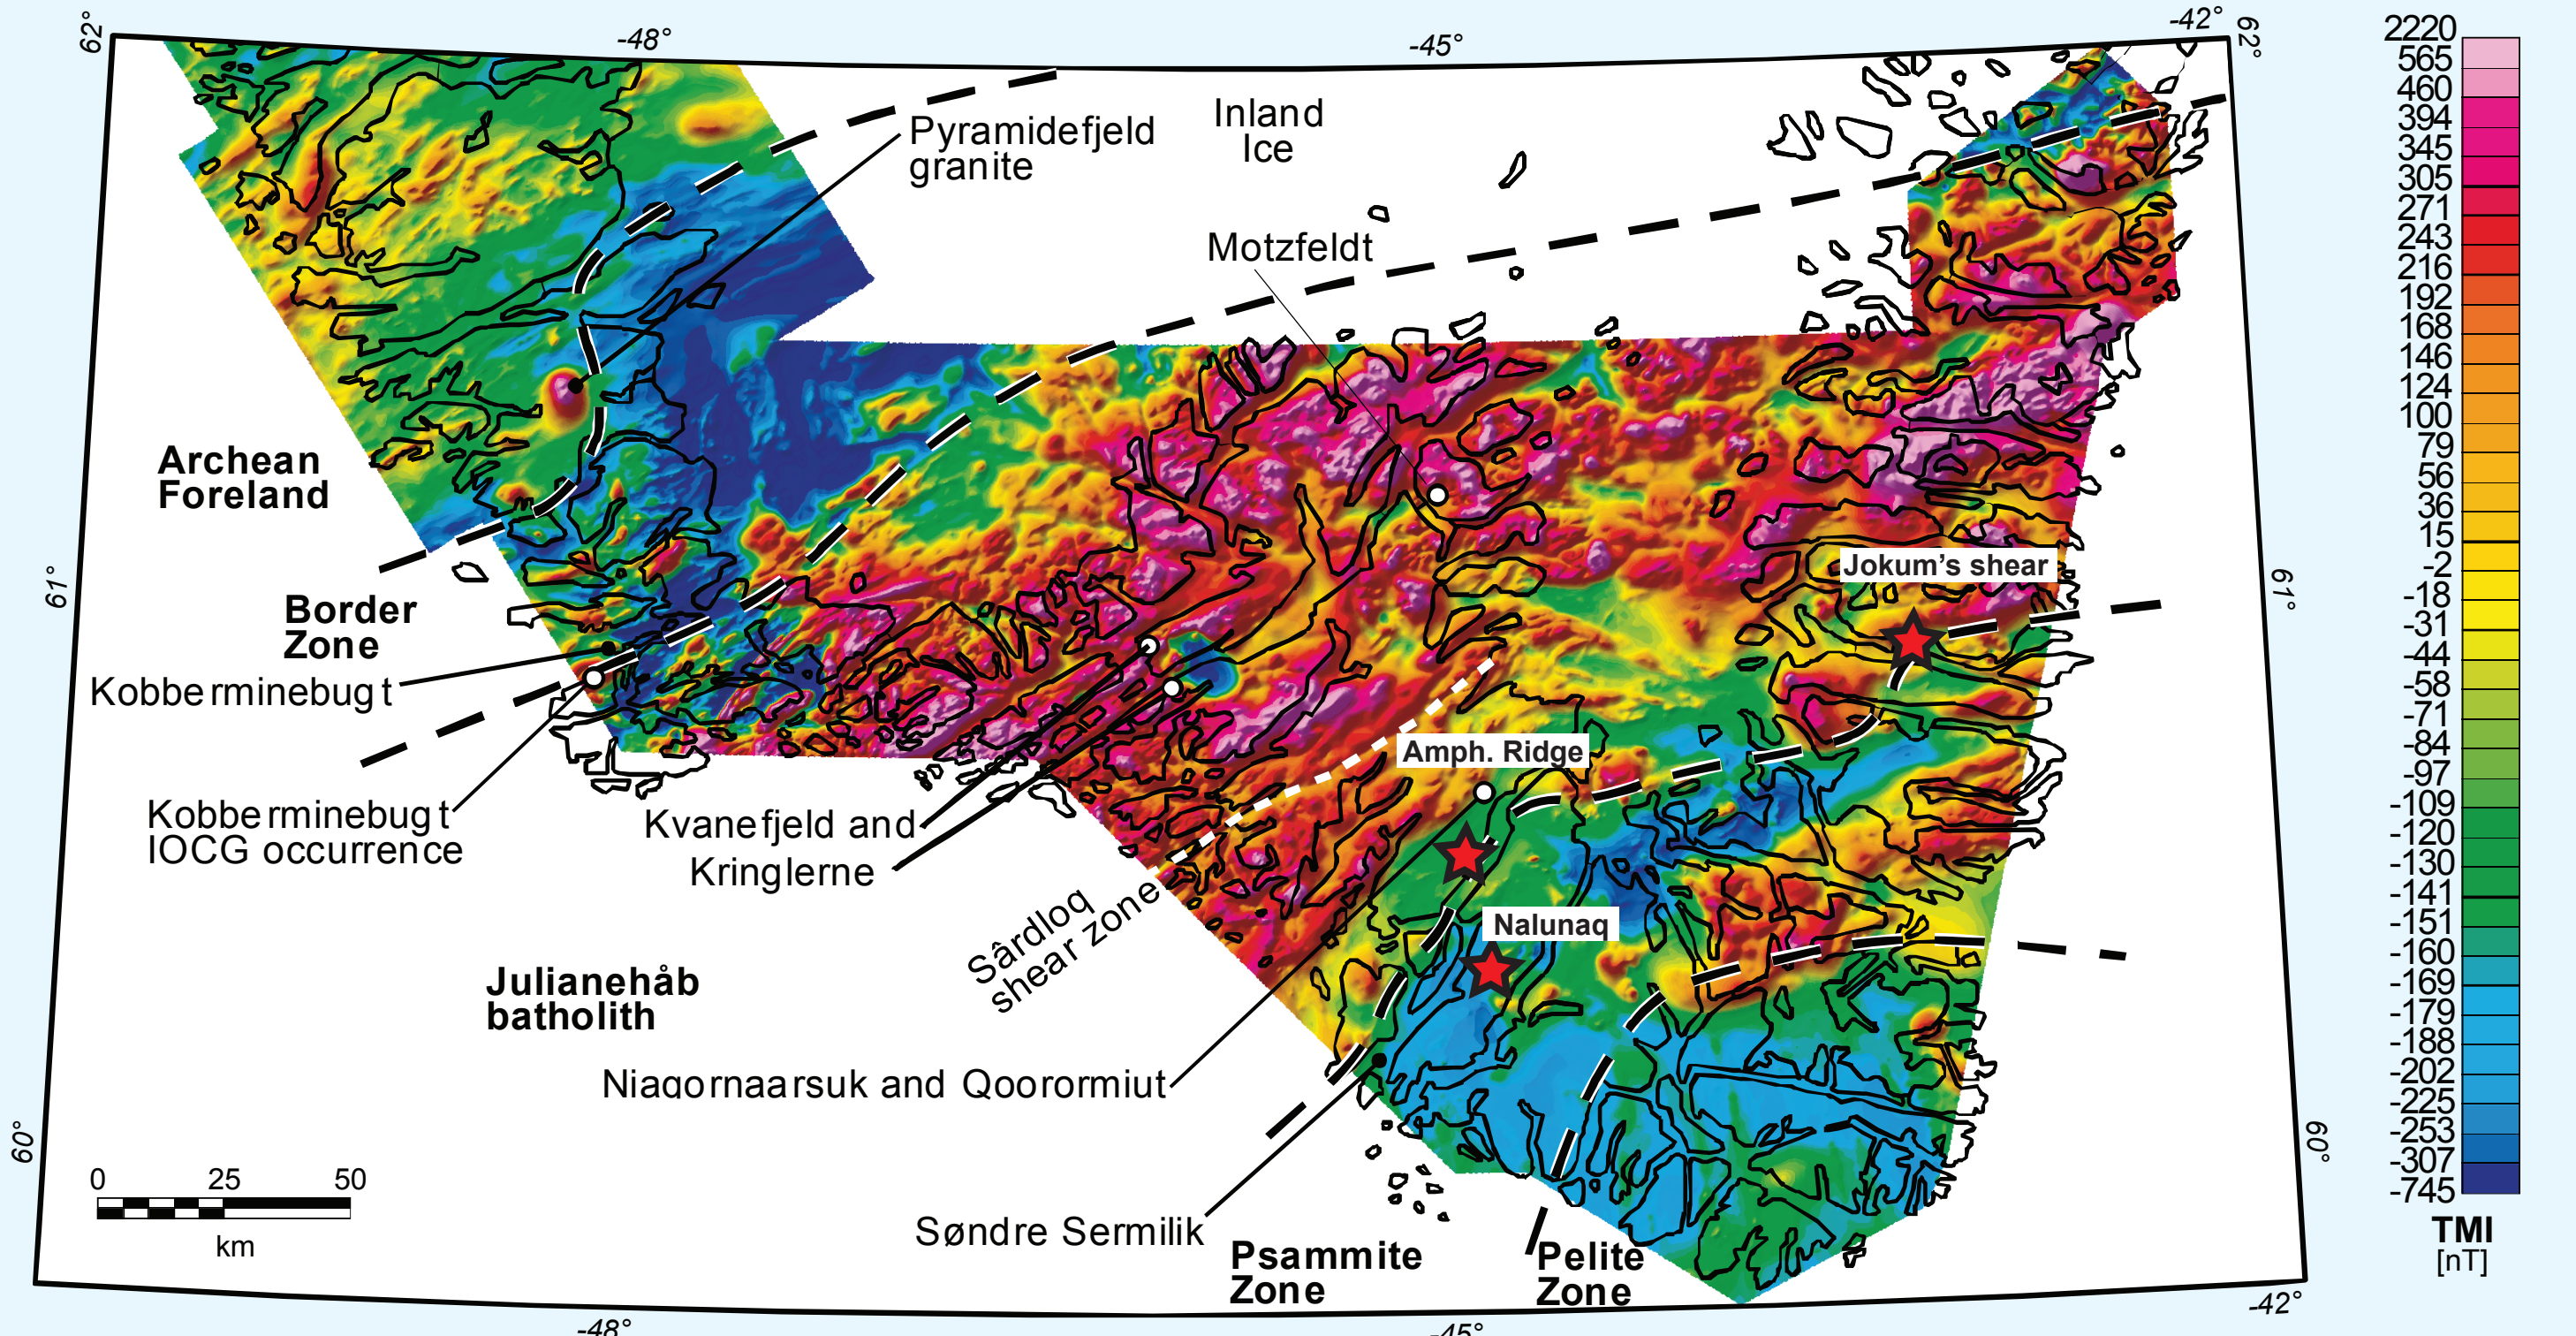 62°
-48°
-45°
-42°
62°
Pyramidefjeld
granite
Inland
Ice
Motzfeldt
Archean
Foreland
Border
Zone
Kobberminebugt
Kobberminebugt
IOCG occurrence
Kvanefjeld and
Kringlerne
Julianehåb
batholith
Sârdloq
shear zone
Niaqornaarsuk and Qoorormiut
Søndre Sermilik
Psammite
Zone
Pelite
Zone
Jokum's shear
Amph. Ridge
Nalunaq
61°
61°
60°
60°
0 25 50
km
-48°
-45°
-42°
2220
565
460
394
345
305
271
243
216
192
168
146
124
100
79
56
36
15
-2
-18
-31
-44
-58
-71
-84
-97
-109
-120
-130
-141
-151
-160
-169
-179
-188
-202
-225
-253
-307
-745
TMI
[nT]